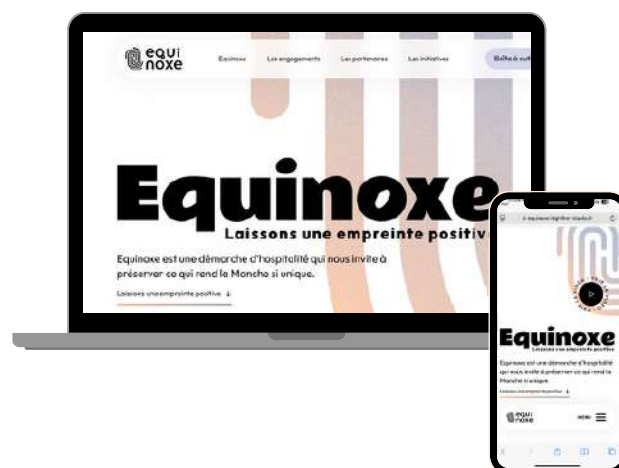 equi
noxe
Equinoxe
Les engagements
Les partenaires
Les initiatives
Boîte à out
Equinoxe
Laissons une empreinte positiv
Equinoxe est une démarche d'hospitalité qui nous invite à
préserver ce qui rend la Manche si unique.
Laissons une empreinte positive ↓
Equinoxe
Laissons une empreinte positive
Equinoxe est une démarche d'hospitalité
qui nous invite à préserver ce qui rend la
Manche si unique.
Laissons une empreinte positive ↓
equi
noxe
MENU